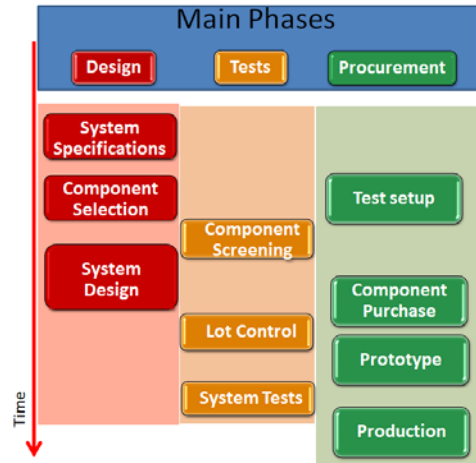 Main Phases
Design
Tests
Procurement
System
Specifications
Component
Selection
System
Design
Component
Screening
Lot Control
System Tests
Test setup
Component
Purchase
Prototype
Production
Time